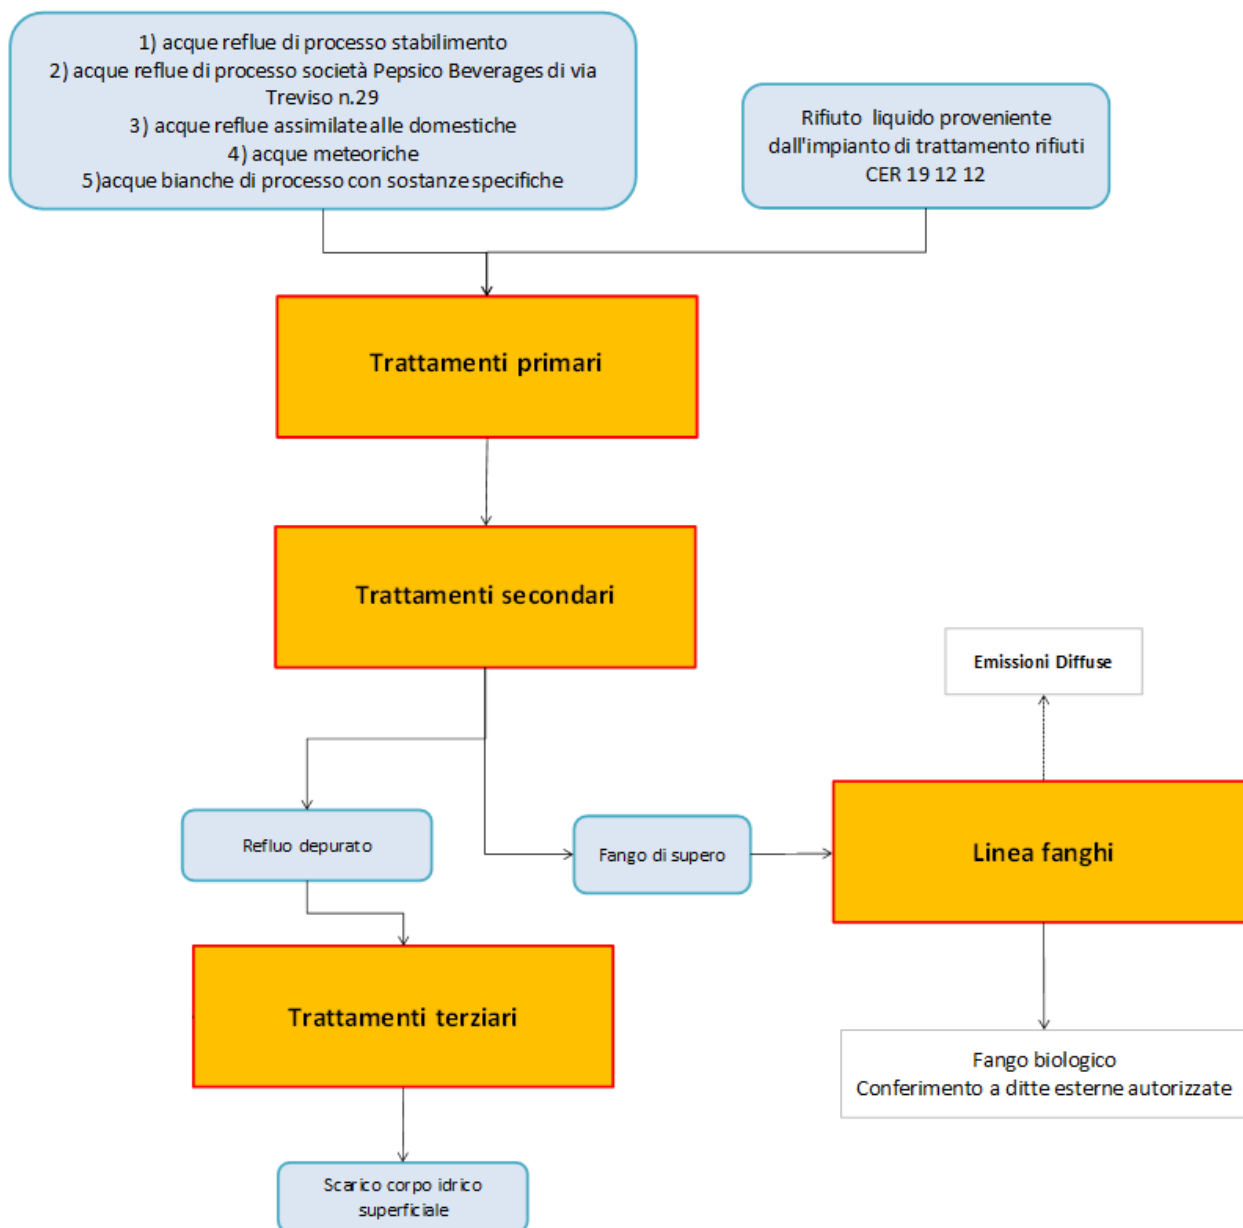 1) acque reflue di processo stabilimento
2) acque reflue di processo società Pepsico Beverages di via
Treviso n.29
3) acque reflue assimilate alle domestiche
4) acque meteoriche
5)acque bianche di processo con sostanze specifiche
Rifiuto liquido proveniente
dall'impianto di trattamento rifiuti
CER 19 12 12
Trattamenti primari
Trattamenti secondari
Emissioni Diffuse
Refluo depurato
Fango di supero
Linea fanghi
Trattamenti terziari
Fango biologico
Conferimento a ditte esterne autorizzate
Scarico corpo idrico
superficiale